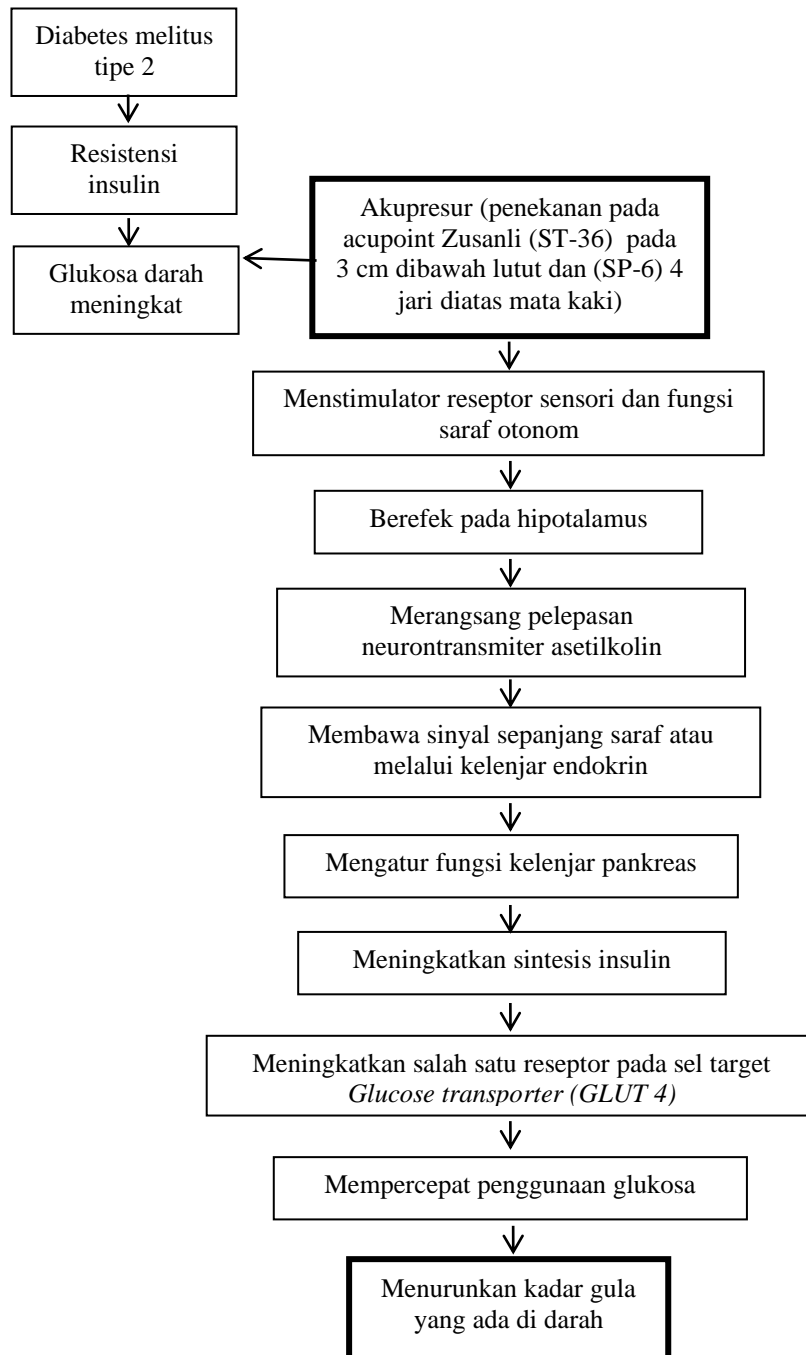 Diabetes melitus
tipe 2
Resistensi
insulin
Glukosa darah
meningkat
Akupresur (penekanan pada
acupoint Zusanli (ST-36) pada
3 cm dibawah lutut dan (SP-6) 4
jari diatas mata kaki)
Menstimulator reseptor sensori dan fungsi
saraf otonom
Berefek pada hipotalamus
Merangsang pelepasan
neurontransmiter asetilkolin
Membawa sinyal sepanjang saraf atau
melalui kelenjar endokrin
Mengatur fungsi kelenjar pankreas
Meningkatkan sintesis insulin
Meningkatkan salah satu reseptor pada sel target
Glucose transporter (GLUT 4)
Mempercepat penggunaan glukosa
Menurunkan kadar gula
yang ada di darah